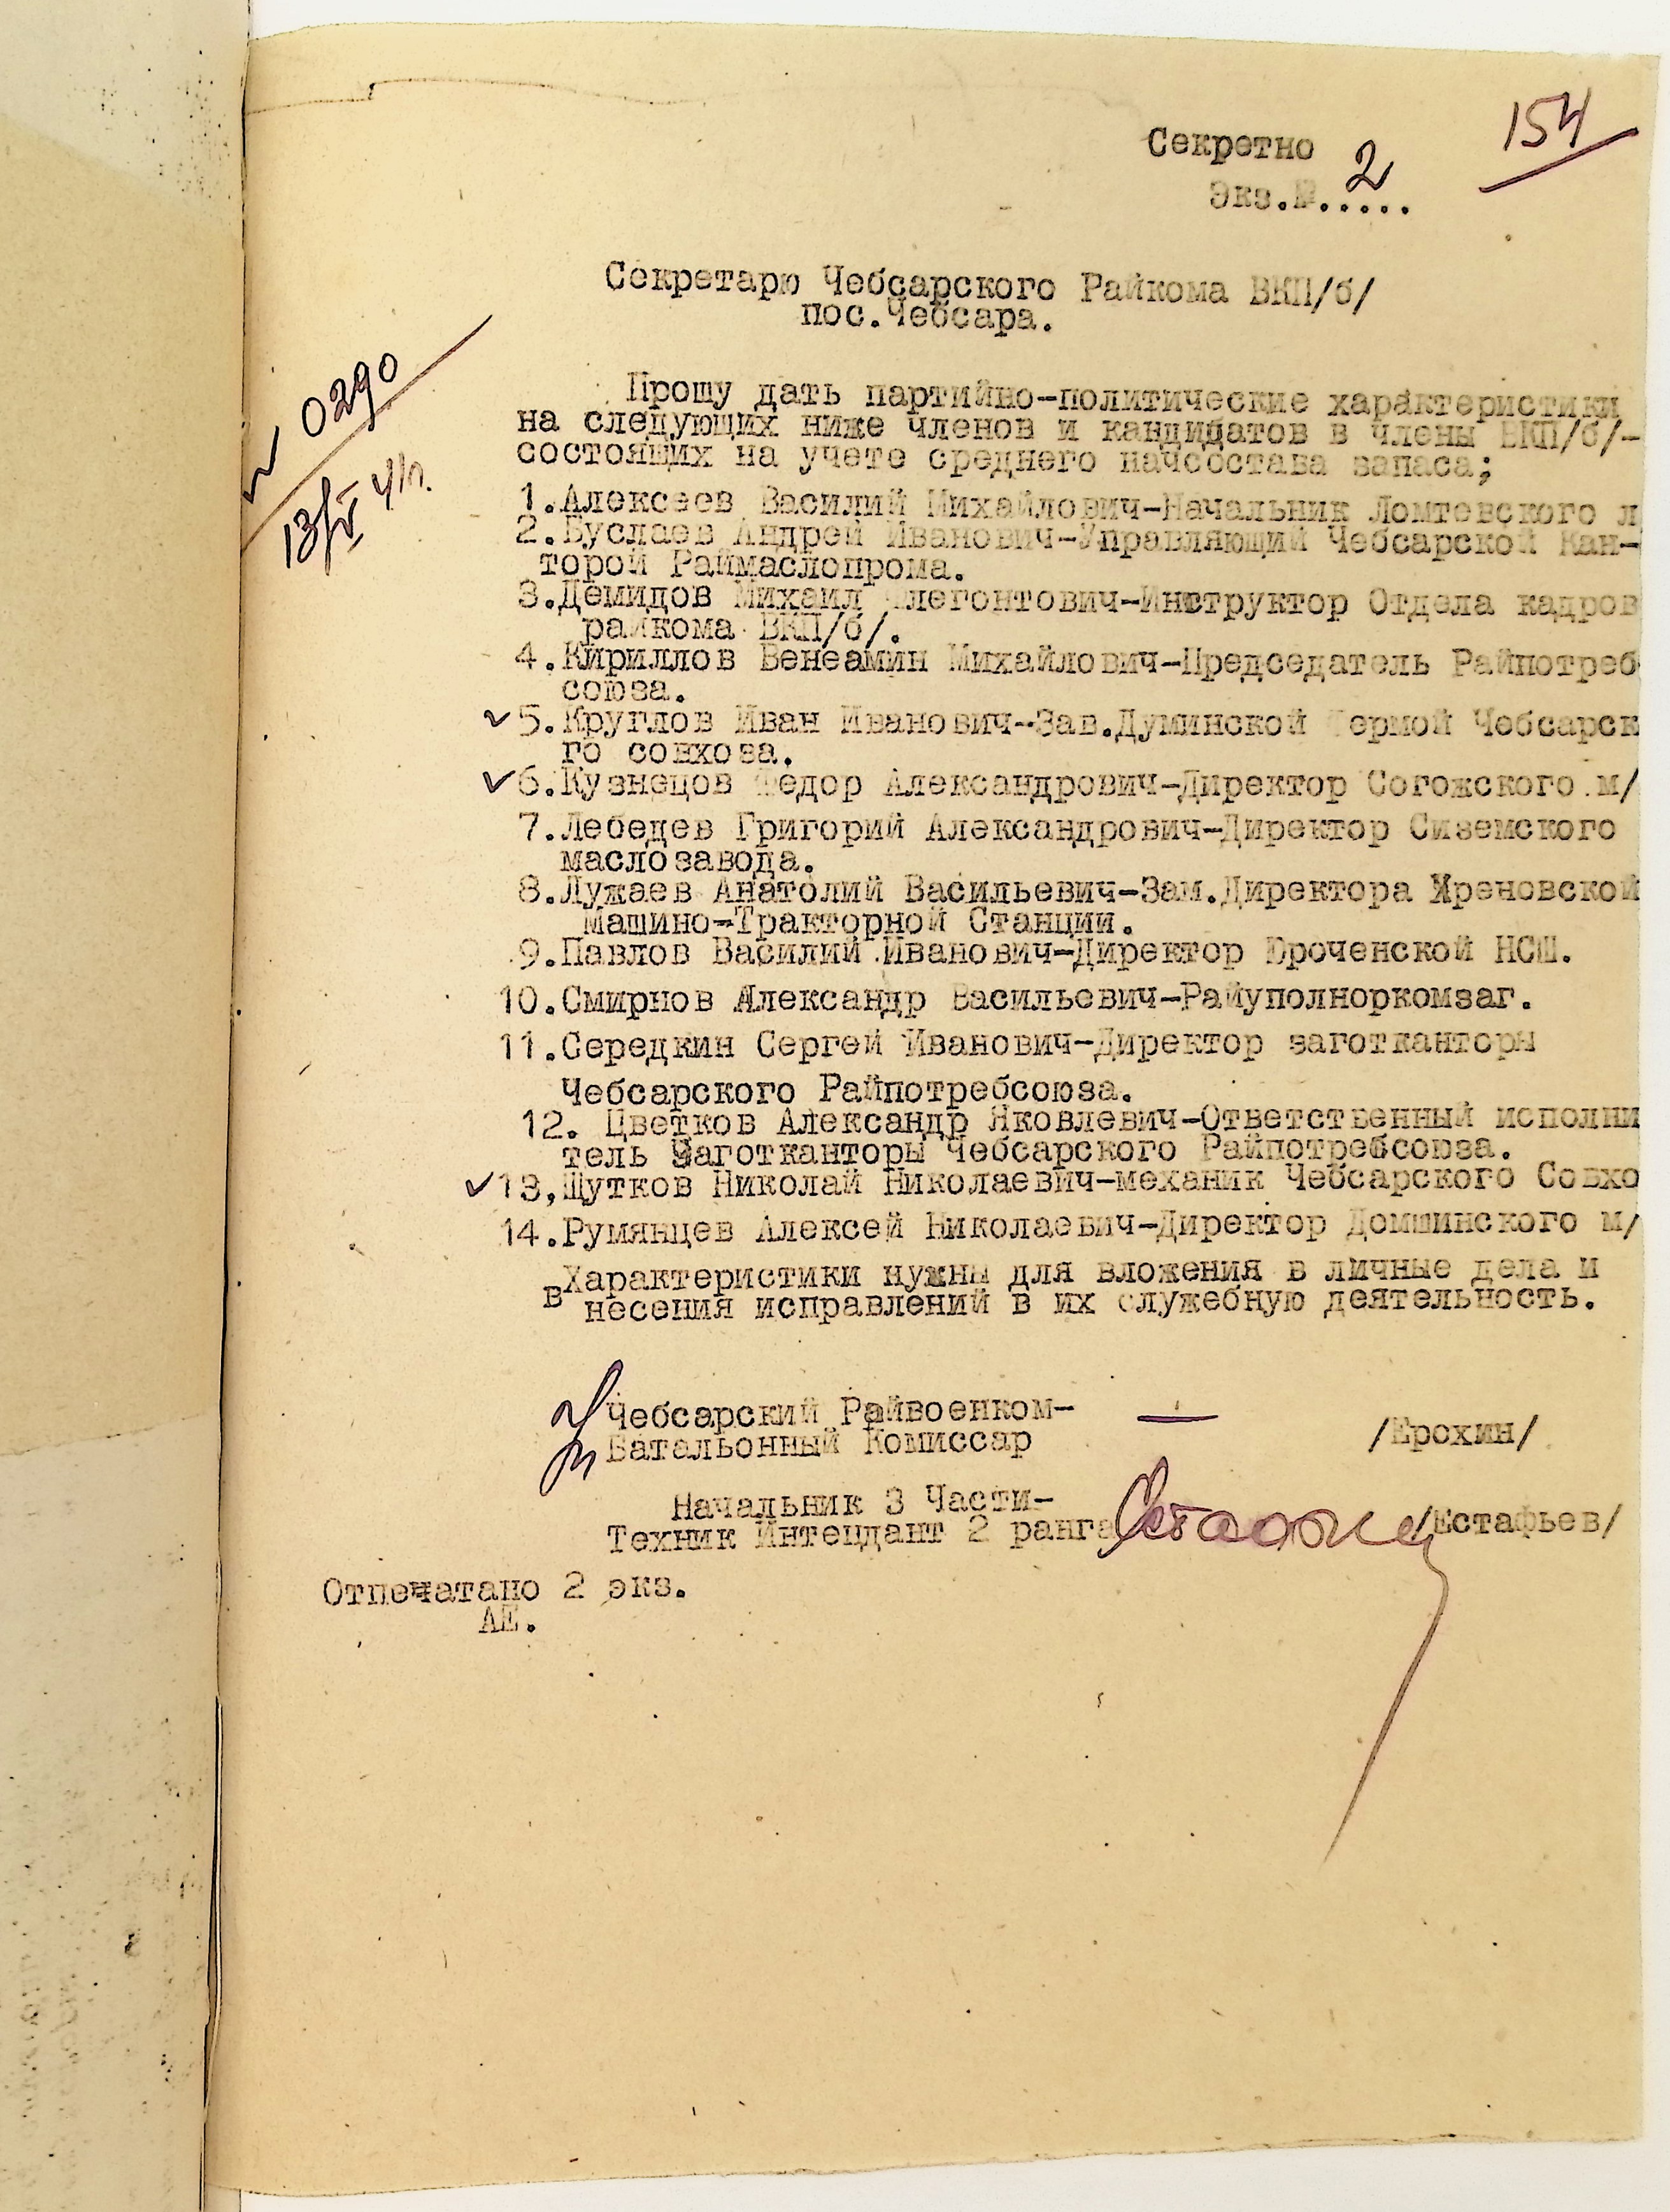 154
Секретно
2
Экз.№.....
Секретарю Чебсарского Райкома ВКП/б/
пос.Чебсара.
0290
13/V 41г.
Прошу дать партийно-политические характеристики
на следующих ниже членов и кандидатов в члены ВКП/б/-
состоящих на учете среднего начсостава запаса;
1.Алексеев Василий Михайлович-Начальник Ломтевского л
2.Буслаев Андрей Иванович-Управляющий Чебсарской Кан-
торой Раймаслопрома.
3.Демидов Михаил Флегонтович-Инструктор Отдела кадров
райкома ВКП/б/.
4.Кириллов Венеамин Михайлович-Председатель Райпотреб
союза.
5.Круглов Иван Иванович-Зав.Думинской Фермой Чебсарск
го совхоза.
6.Кузнецов Федор Александрович-Директор Согожского м/
7.Лебедев Григорий Александрович-Директор Сиземского
маслозавода.
8.Лужаев Анатолий Васильевич-Зам.Директора Хреновской
Машино-Тракторной Станции.
9.Павлов Василий Иванович-Директор Юроченской НСШ.
10.Смирнов Александр Васильевич-Райуполноркомзаг.
11.Середкин Сергей Иванович-Директор заготканторы
Чебсарского Райпотребсоюза.
12. Цветков Александр Яковлевич-Ответственный исполни
тель Заготканторы Чебсарского Райпотребсоюза.
13,Шутков Николай Николаевич-механик Чебсарского Совхо
14.Румянцев Алексей Николаевич-Директор Домшинского м/
Характеристики нужны для вложения в личные дела и
в несения исправлений в их служебную деятельность.
Чебсарский Райвоенком-
Батальонный Комиссар /Ерохин/
Начальник 3 Части-
Техник Интендант 2 ранга /Естафьев/
Отпечатано 2 экз.
АЕ.